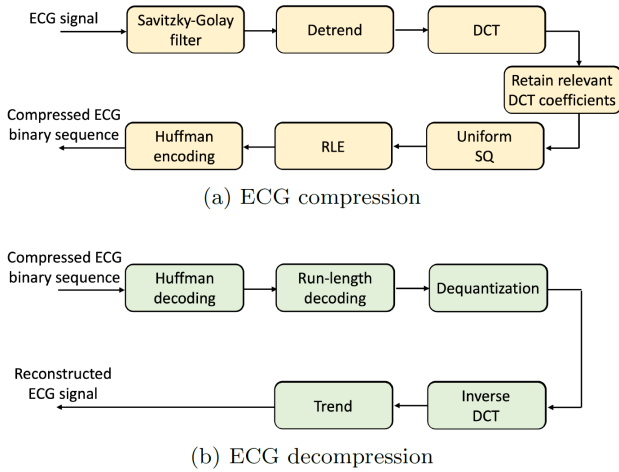 ECG signal
Savitzky-Golay
filter
Detrend
DCT
Retain relevant
DCT coefficients
Uniform
SQ
RLE
Huffman
encoding
Compressed ECG
binary sequence
(a) ECG compression
Compressed ECG
binary sequence
Huffman
decoding
Run-length
decoding
Dequantization
Inverse
DCT
Trend
Reconstructed
ECG signal
(b) ECG decompression